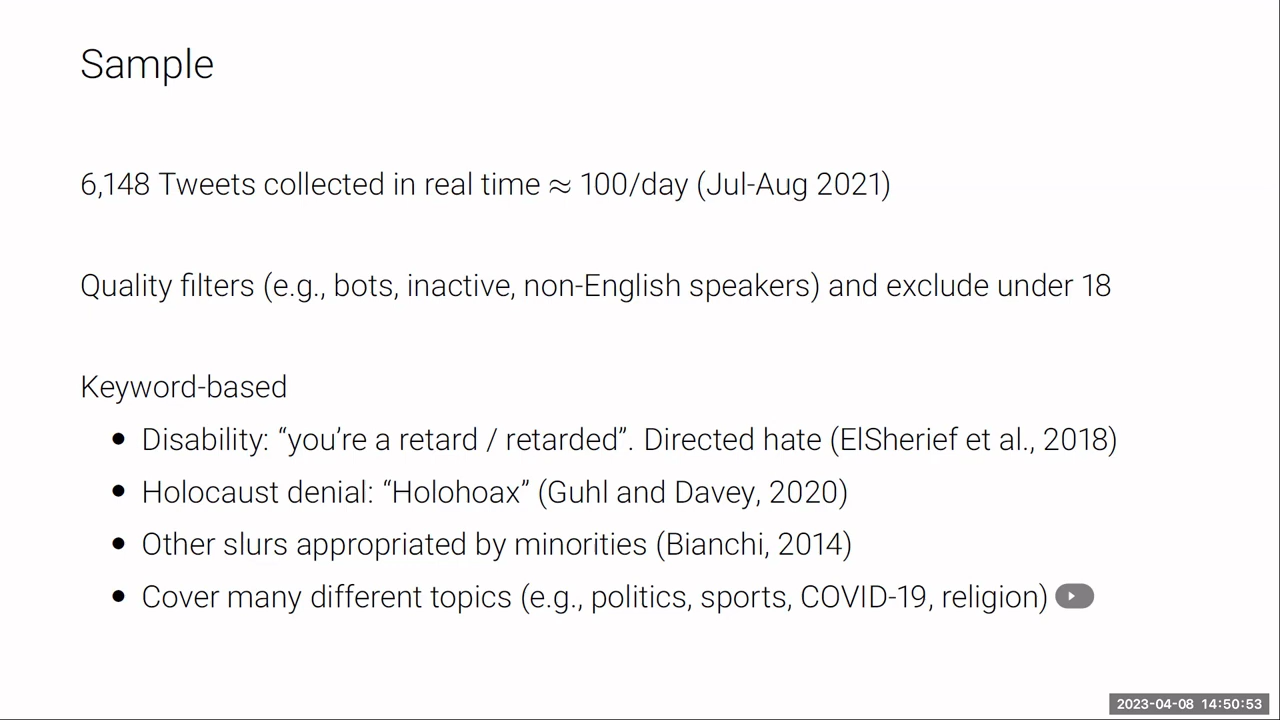 Sample
6,148 Tweets collected in real time ≈ 100/day (Jul-Aug 2021)
Quality filters (e.g., bots, inactive, non-English speakers) and exclude under 18
Keyword-based
● Disability: “you’re a retard / retarded”. Directed hate (ElSherief et al., 2018)
● Holocaust denial: “Holohoax” (Guhl and Davey, 2020)
● Other slurs appropriated by minorities (Bianchi, 2014)
● Cover many different topics (e.g., politics, sports, COVID-19, religion)
2023-04-08 14:50:53